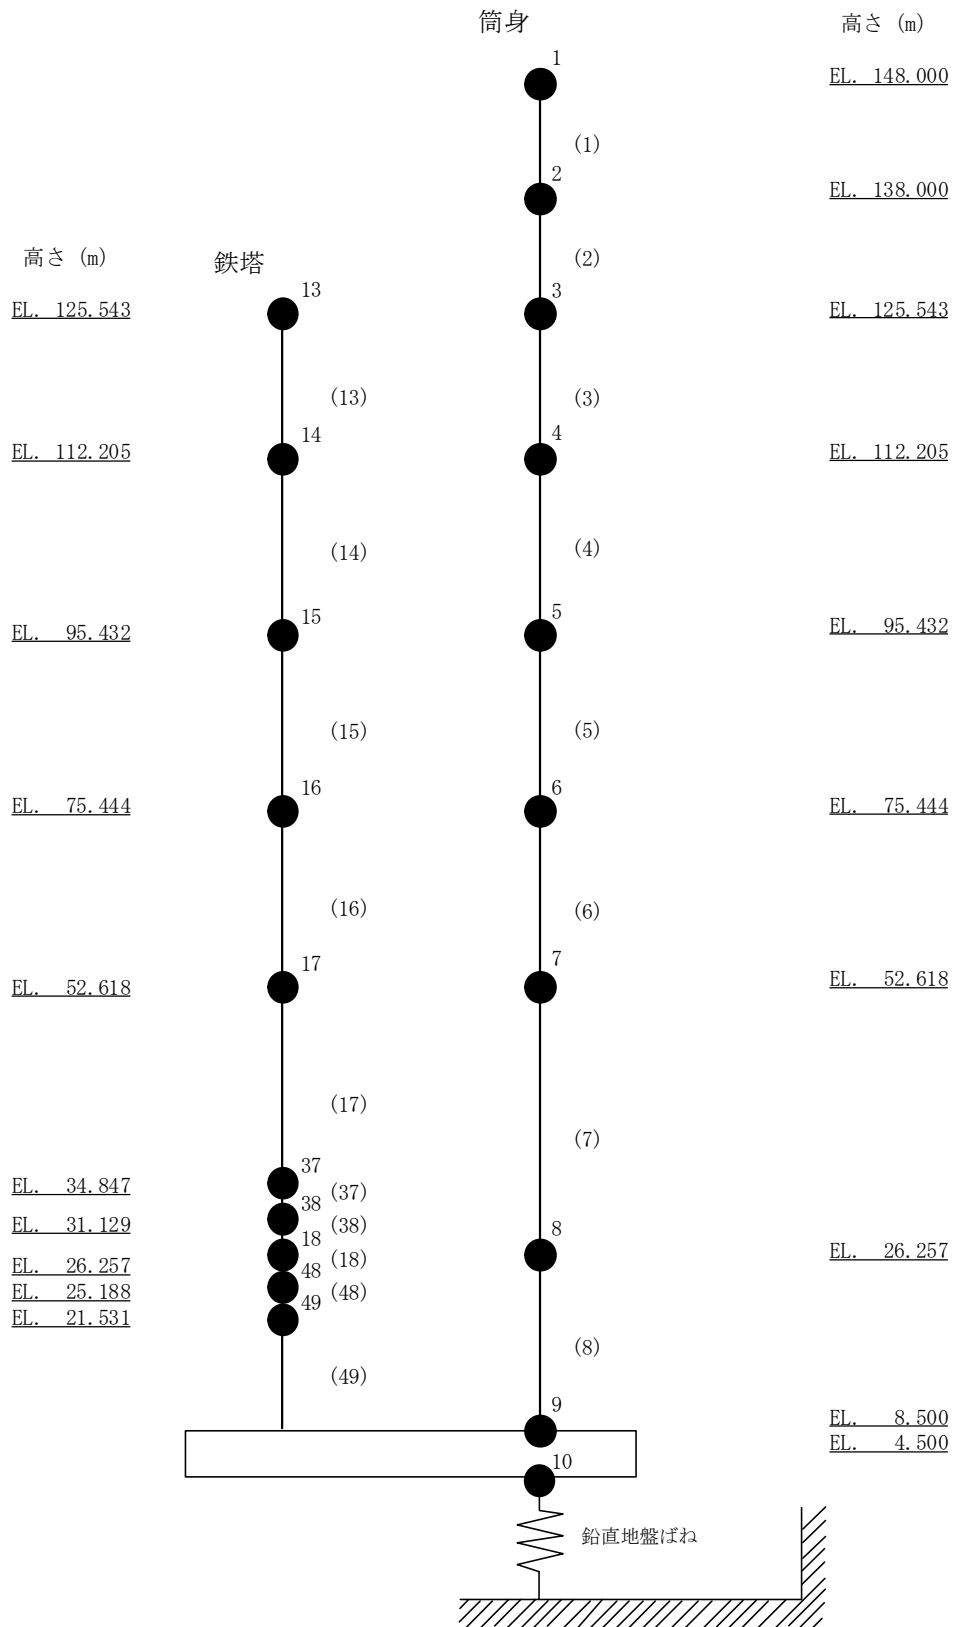 筒身
高さ (m)
1
EL. 148.000
(1)
2
EL. 138.000
高さ (m)
鉄塔
(2)
EL. 125.543
13
3
EL. 125.543
(13)
(3)
EL. 112.205
14
4
EL. 112.205
(14)
(4)
EL. 95.432
15
5
EL. 95.432
(15)
(5)
EL. 75.444
16
6
EL. 75.444
(16)
(6)
EL. 52.618
17
7
EL. 52.618
(17)
(7)
EL. 34.847
37
(37)
EL. 31.129
38
(38)
EL. 26.257
18
(18)
8
EL. 26.257
EL. 25.188
48
(48)
EL. 21.531
49
(49)
(8)
9
EL. 8.500
10
EL. 4.500
鉛直地盤ばね